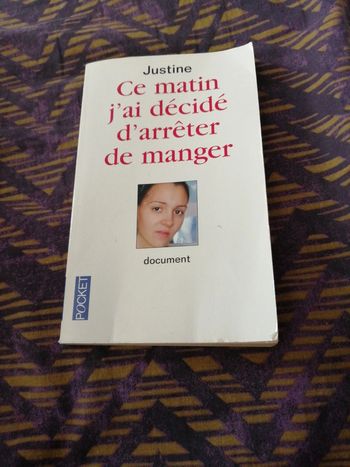 Justine
Ce matin
j'ai décidé
d'arrêter
de manger
document
POCKET